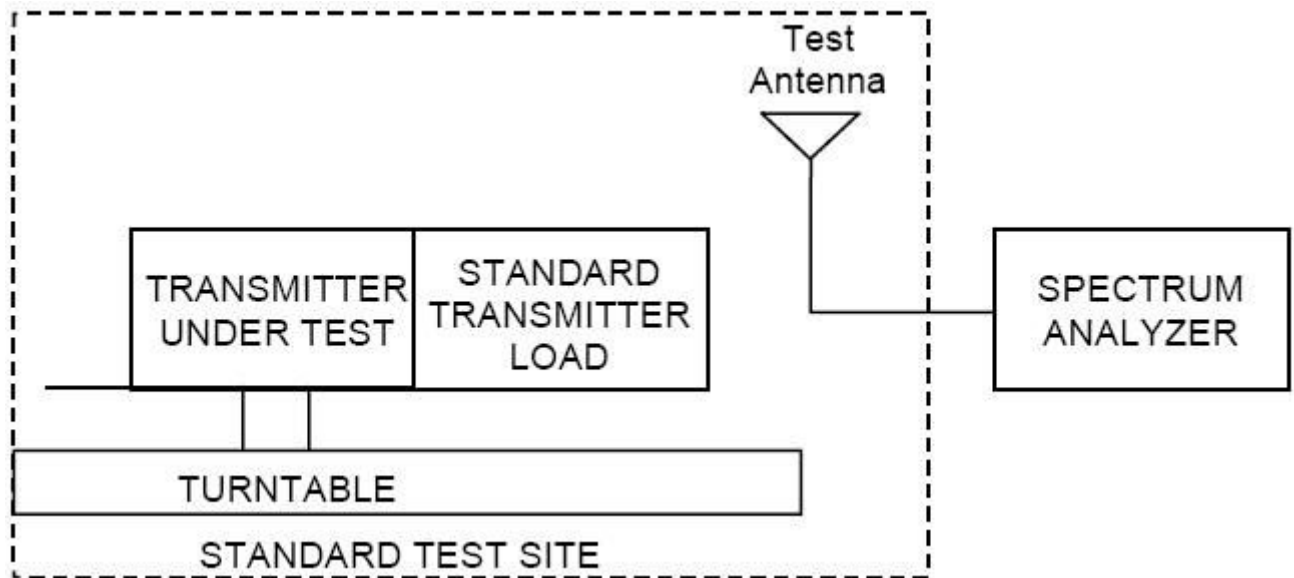 Test
Antenna
TRANSMITTER
UNDER TEST
STANDARD
TRANSMITTER
LOAD
SPECTRUM
ANALYZER
TURNTABLE
STANDARD TEST SITE